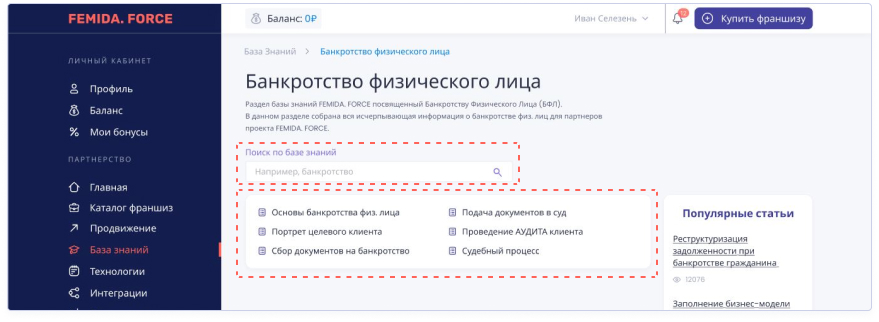 FEMIDA. FORCE
Баланс: 0₽
Иван Селезень
Купить франшизу
ЛИЧНЫЙ КАБИНЕТ
Профиль
Баланс
Мои бонусы
ПАРТНЕРСТВО
Главная
Каталог франшиз
Продвижение
База знаний
Технологии
Интеграции
База Знаний > Банкротство физического лица
Банкротство физического лица
Раздел базы знаний FEMIDA. FORCE посвященный Банкротству Физического Лица (БФЛ).
В данном разделе собрана вся исчерпывающая информация о банкротстве физ. лиц для партнеров
проекта FEMIDA. FORCE.
Поиск по базе знаний
Например, банкротство
Основы банкротства физ. лица
Портрет целевого клиента
Сбор документов на банкротство
Подача документов в суд
Проведение АУДИТА клиента
Судебный процесс
Популярные статьи
Реструктуризация
задолженности при
банкротстве гражданина
12076
Заполнение бизнес-модели